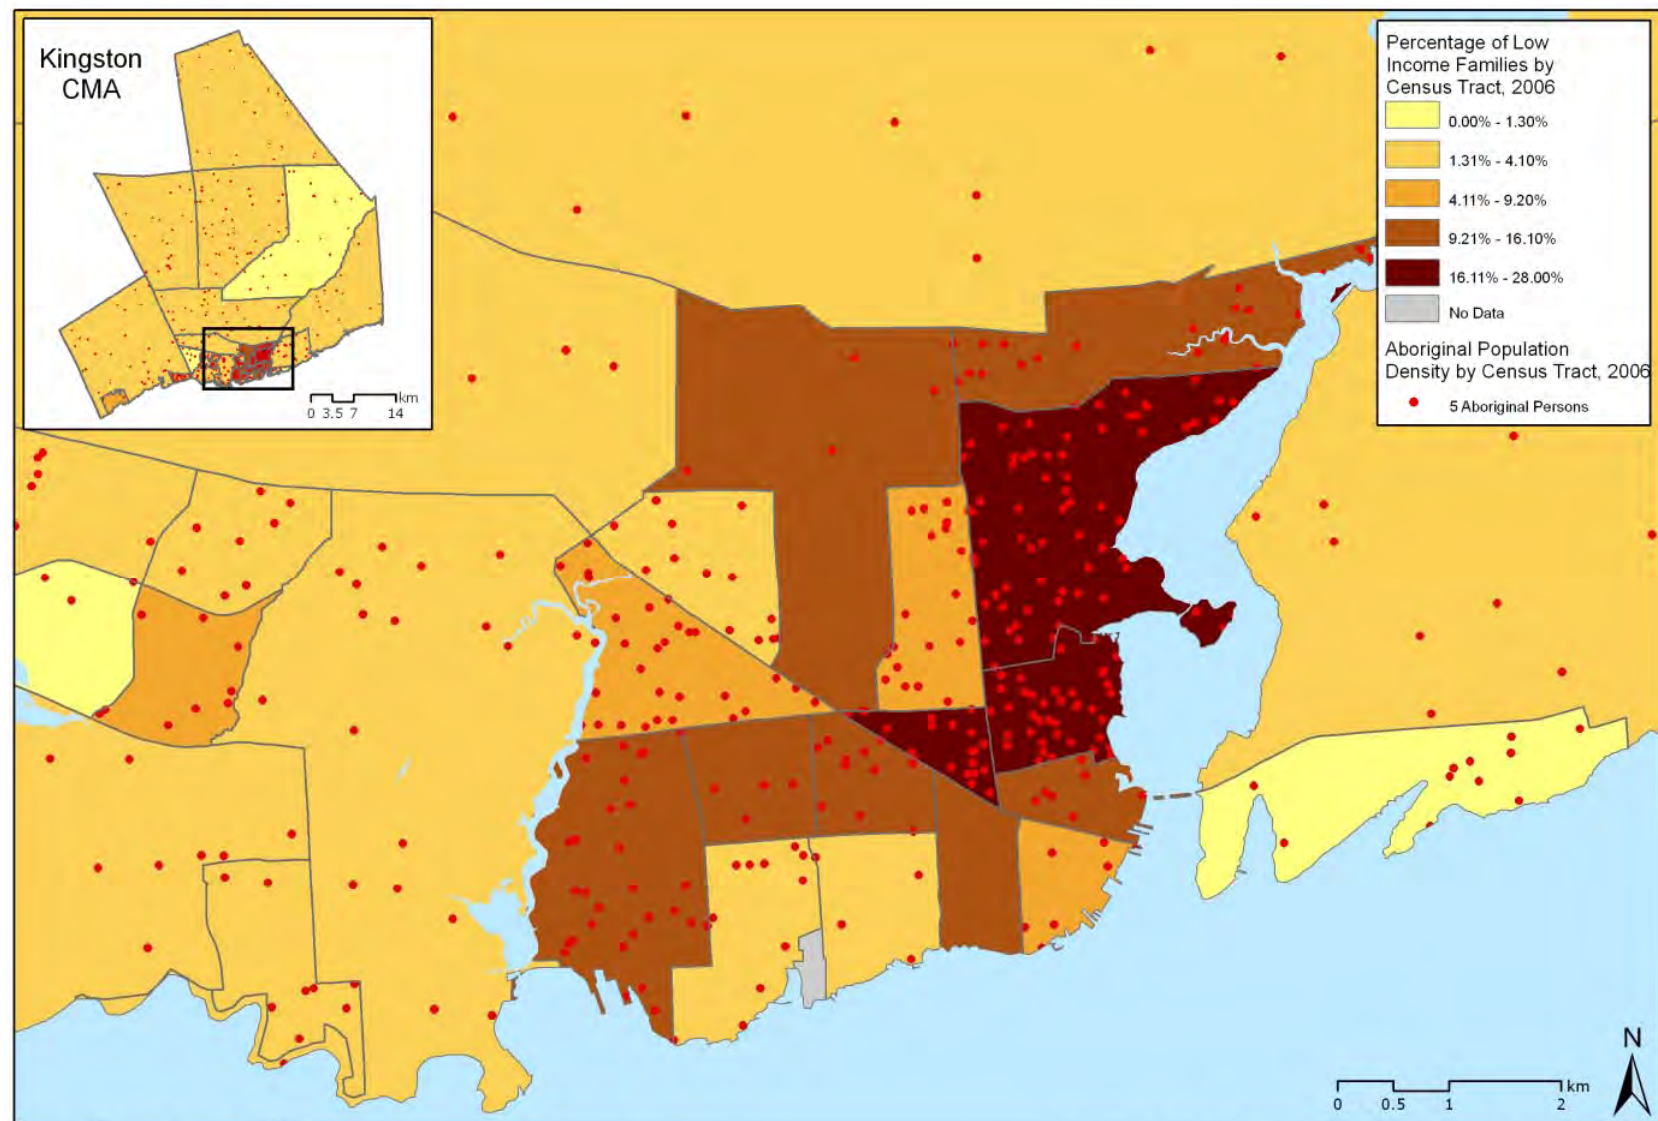 Kingston
CMA
km
0 3.5 7 14
Percentage of Low
Income Families by
Census Tract, 2006
0.00% - 1.30%
1.31% - 4.10%
4.11% - 9.20%
9.21% - 16.10%
16.11% - 28.00%
No Data
Aboriginal Population
Density by Census Tract, 2006
5 Aboriginal Persons
N
km
0 0.5 1 2